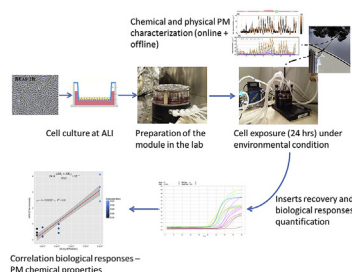 Chemical and physical PM
characterization (online +
offline)
BEAS-2B
Cell culture at ALI
Preparation of the
module in the lab
Cell exposure (24 hrs) under
environmental condition
Inserts recovery and
biological responses
quantification
Correlation biological responses –
PM chemical properties